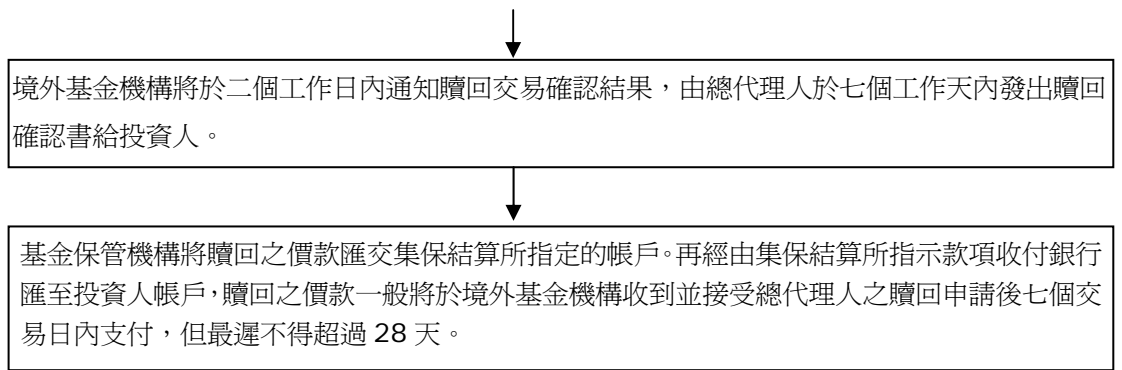 境外基金機構將於二個工作日內通知贖回交易確認結果，由總代理人於七個工作天內發出贖回
確認書給投資人。
基金保管機構將贖回之價款匯交集保結算所指定的帳戶。再經由集保結算所指示款項收付銀行
匯至投資人帳戶，贖回之價款一般將於境外基金機構收到並接受總代理人之贖回申請後七個交
易日內支付，但最遲不得超過 28 天。